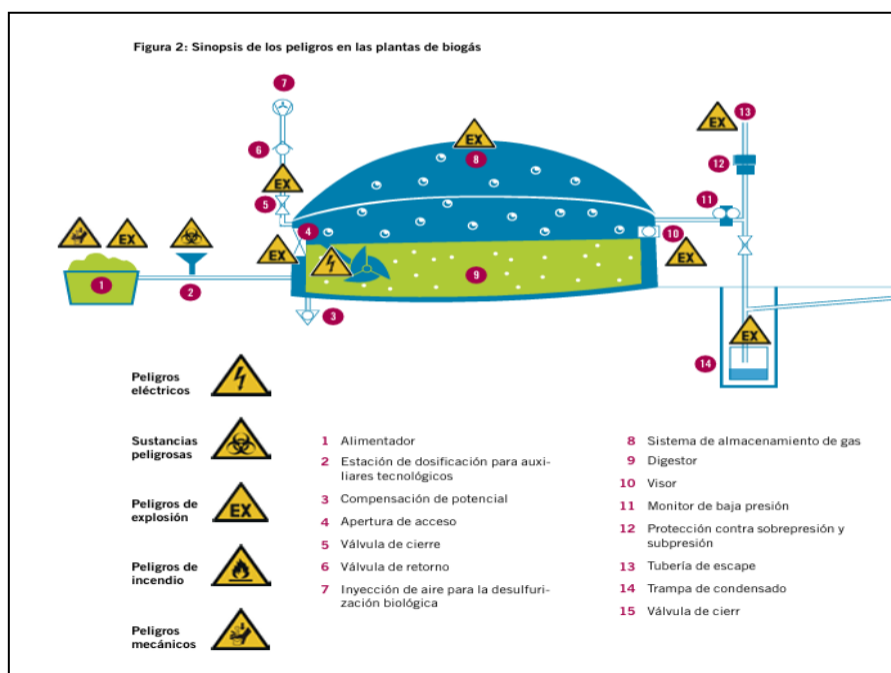 Figura 2: Sinopsis de los peligros en las plantas de biogás
7
13
EX
6
EX
8
12
EX
5
11
4
10
EX
EX
EX
1
2
9
3
EX
14
Peligros
eléctricos
Sustancias
peligrosas
Peligros de
explosión
EX
Peligros de
incendio
Peligros
mecánicos
1 Alimentador
2 Estación de dosificación para auxi-
liares tecnológicos
3 Compensación de potencial
4 Apertura de acceso
5 Válvula de cierre
6 Válvula de retorno
7 Inyección de aire para la desulfuri-
zación biológica
8 Sistema de almacenamiento de gas
9 Digestor
10 Visor
11 Monitor de baja presión
12 Protección contra sobrepresión y
subpresión
13 Tubería de escape
14 Trampa de condensado
15 Válvula de cierr